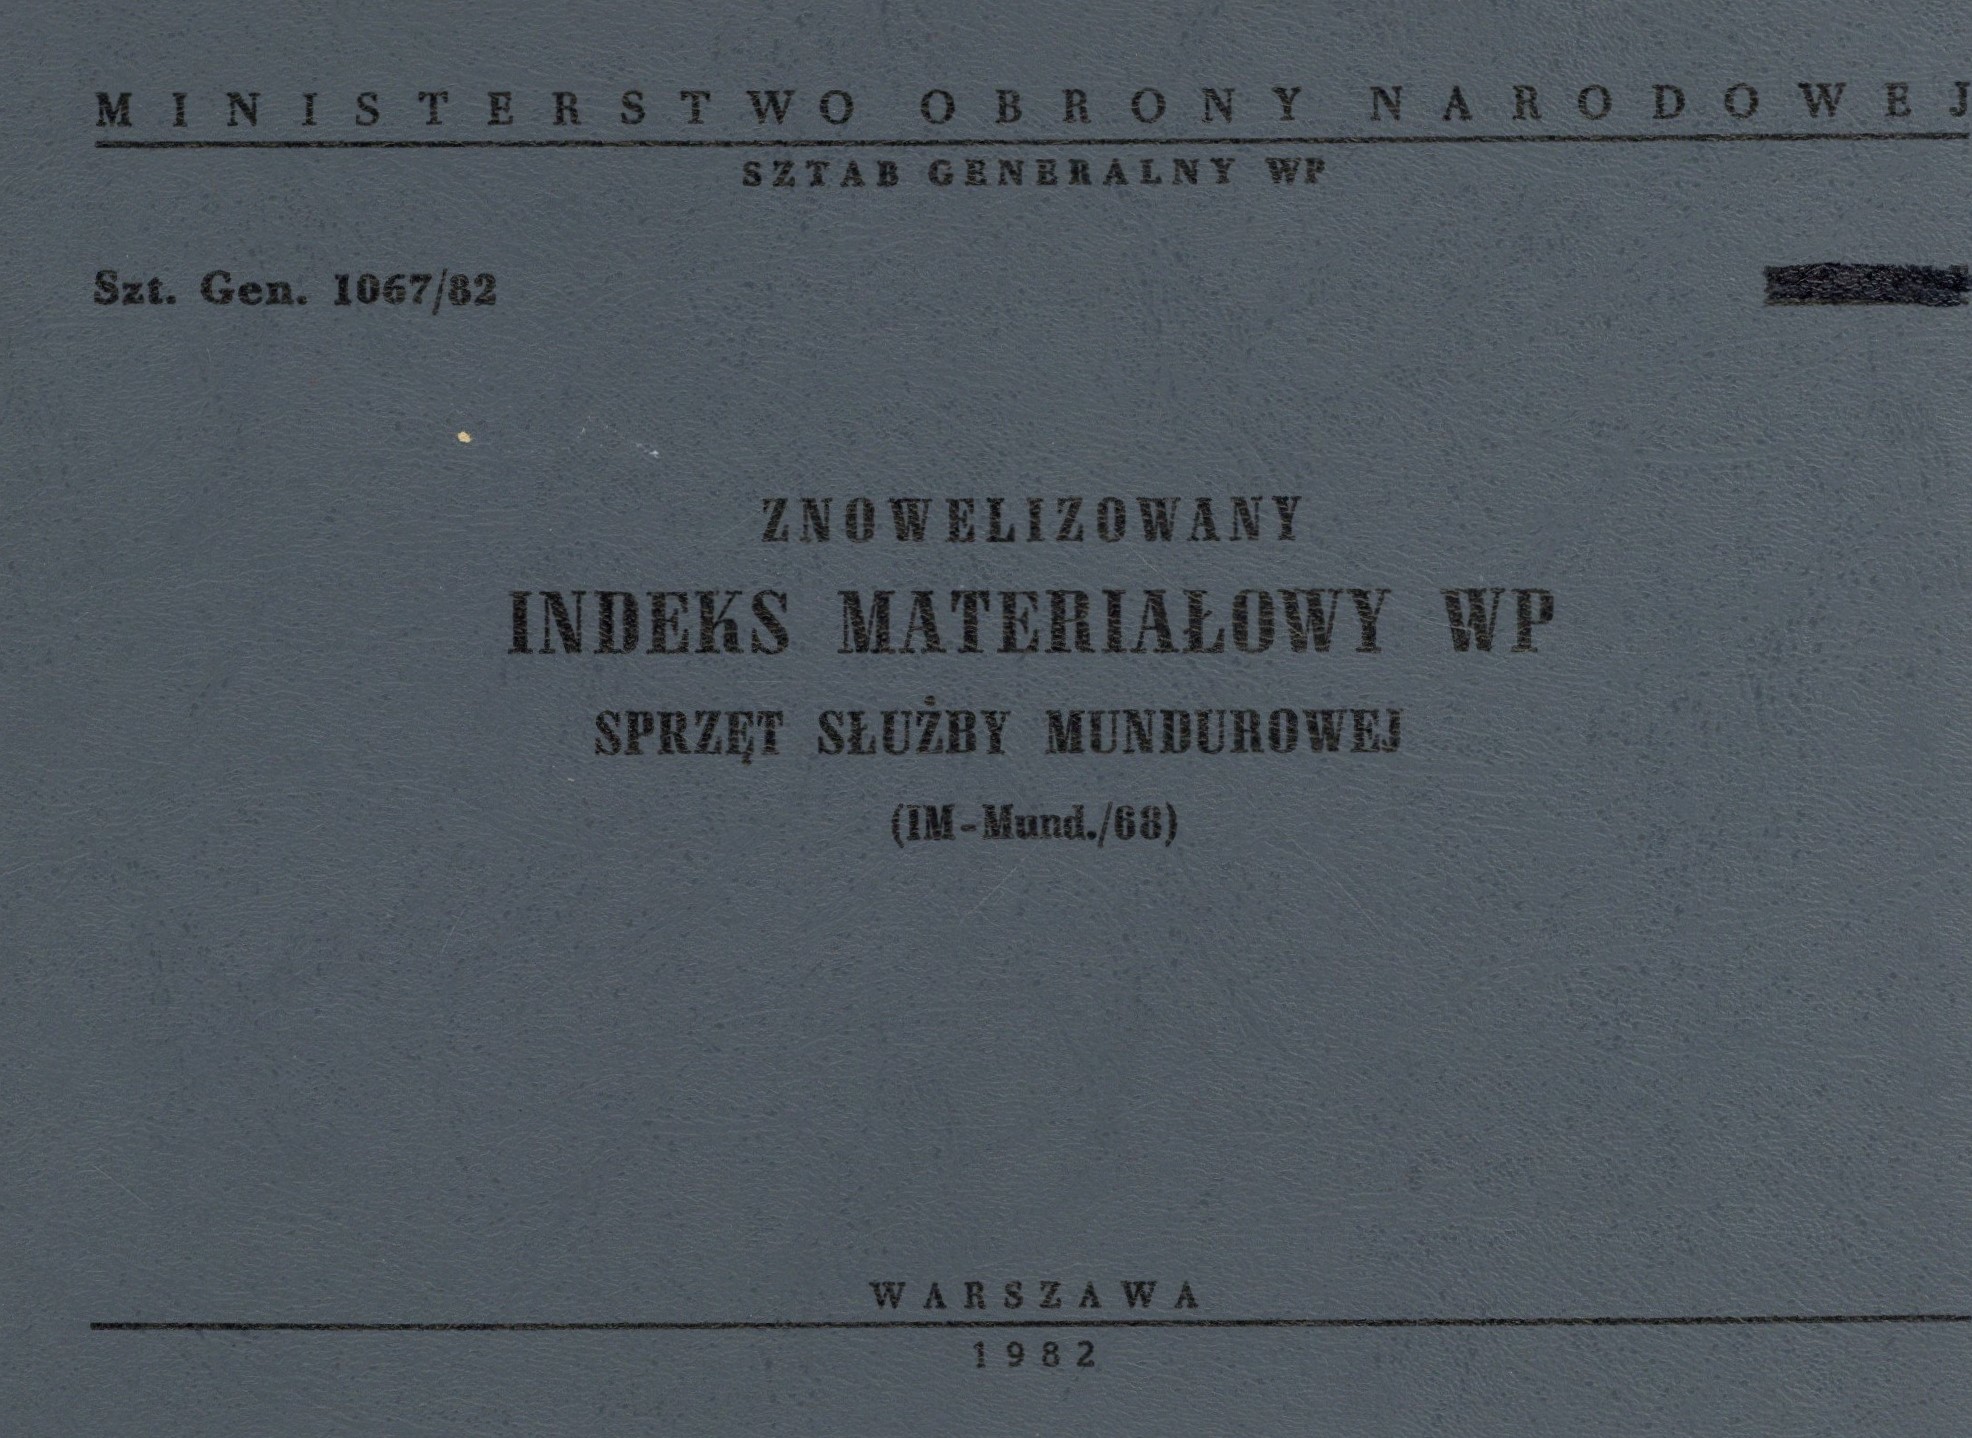 MINISTERSTWO OBRONY NARODOWEJ
SZTAB GENERALNY WP
Szt. Gen. 1067/82
ZNOWELIZOWANY
INDEKS MATERIAŁOWY WP
SPRZĘT SŁUŻBY MUNDUROWEJ
(IM-Mund./68)
WARSZAWA
1982